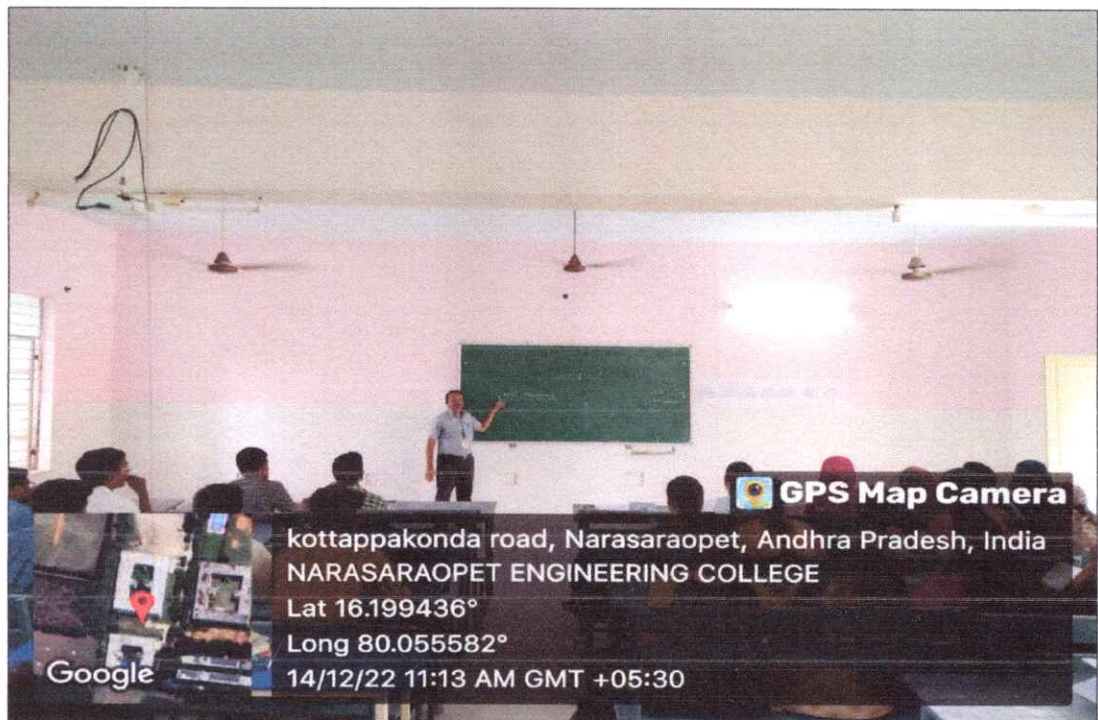 GPS Map Camera
kottappakonda road, Narasaraopet, Andhra Pradesh, India
NARASARAOPET ENGINEERING COLLEGE
Lat 16.199436°
Long 80.055582°
14/12/22 11:13 AM GMT +05:30
Google